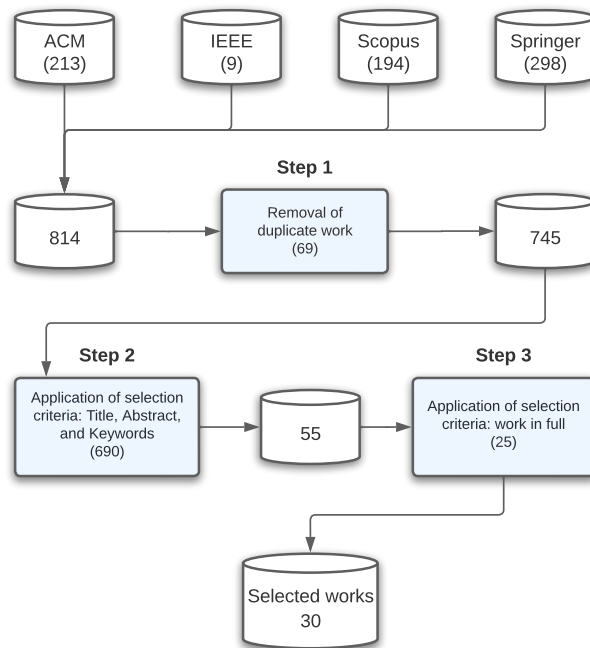 ACM
(213)
IEEE
(9)
Scopus
(194)
Springer
(298)
Step 1
814
Removal of
duplicate work
(69)
745
Step 2
Step 3
Application of selection
criteria: Title, Abstract,
and Keywords
(690)
55
Application of selection
criteria: work in full
(25)
Selected works
30